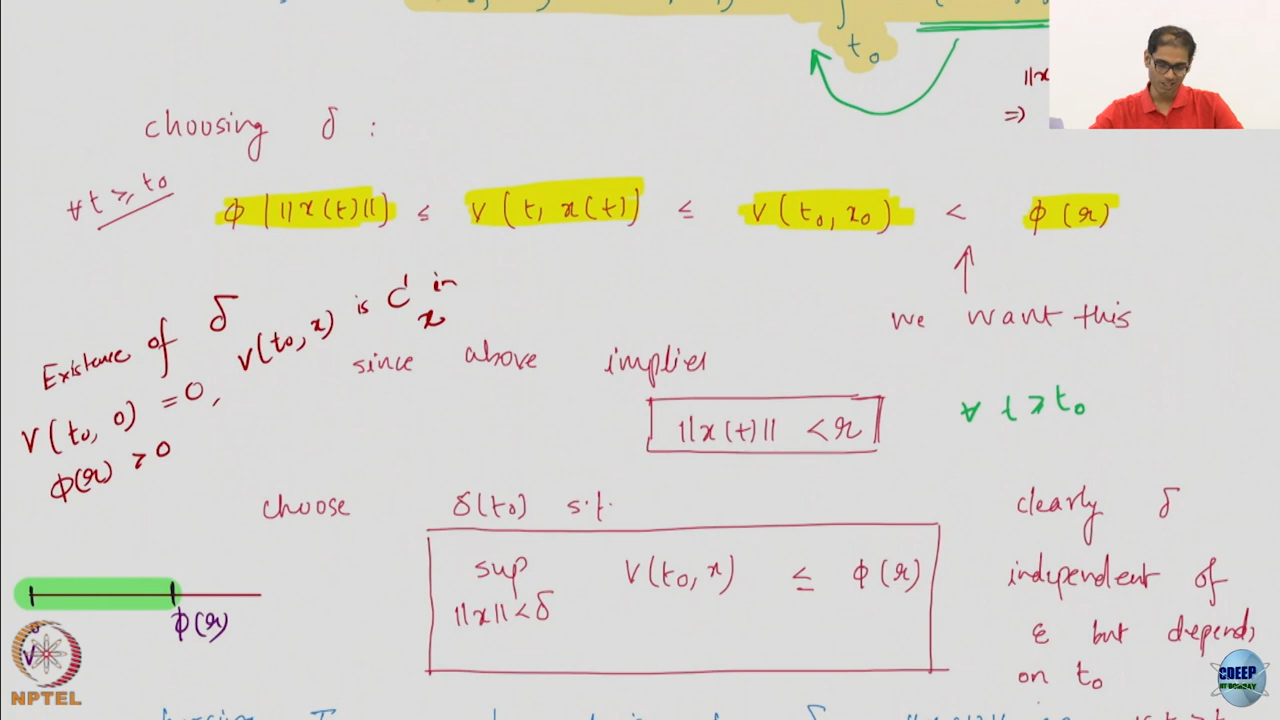 t₀
||x
⇒)
choosing δ :
∀ t ≥ t₀
ϕ(||x(t)||) ≤ V(t, x(t)) ≤ V(t₀, x₀) < ϕ(r)
we want this
Existence of δ
V(t₀, 0) = 0, V(t₀, x) is C¹ in x
ϕ(r) > 0
since above implies
||x(t)|| < r ∀ t ≥ t₀
choose δ(t₀) s.t.
sup V(t₀, x) ≤ ϕ(r)
||x|| < δ
clearly δ
independent of
ε but depends
on t₀
ϕ(r)
V
NPTEL
CDEEP
IIT BOMBAY